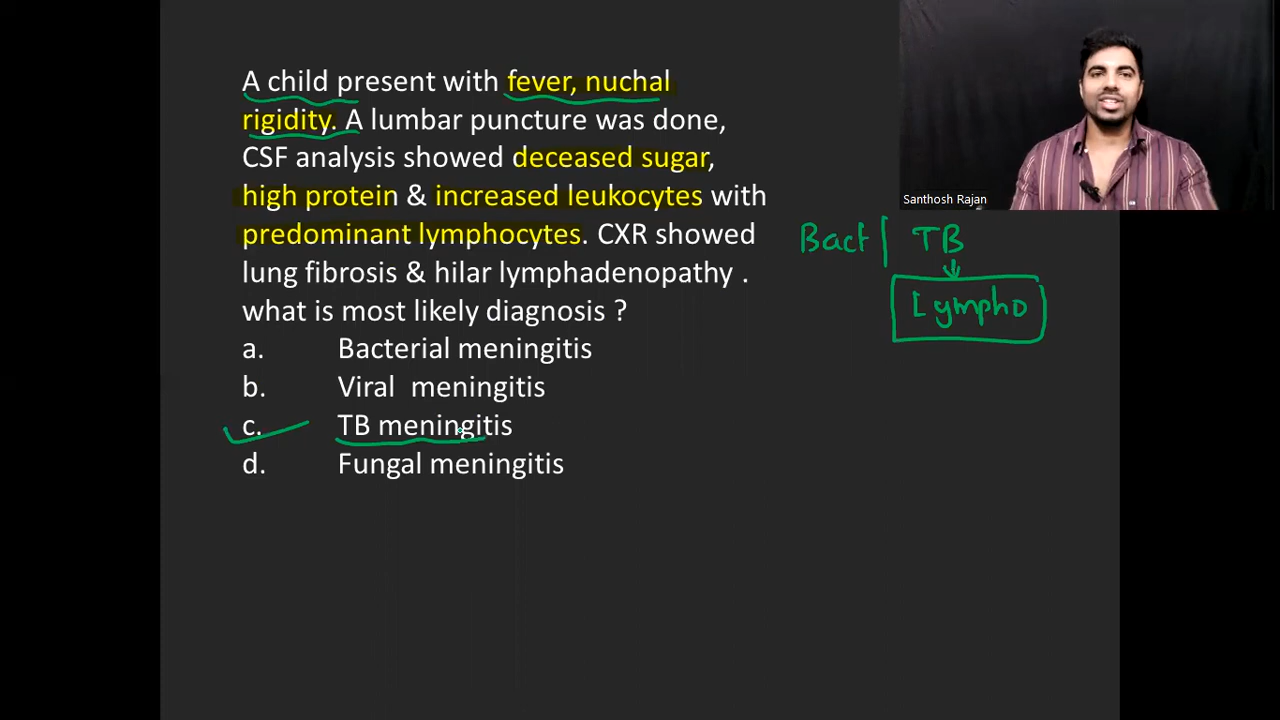 A child present with fever, nuchal
rigidity. A lumbar puncture was done,
CSF analysis showed deceased sugar,
high protein & increased leukocytes with
predominant lymphocytes. CXR showed
lung fibrosis & hilar lymphadenopathy .
what is most likely diagnosis ?
a. Bacterial meningitis
b. Viral meningitis
c. TB meningitis
d. Fungal meningitis
Santhosh Rajan
Bact | TB
Lympho